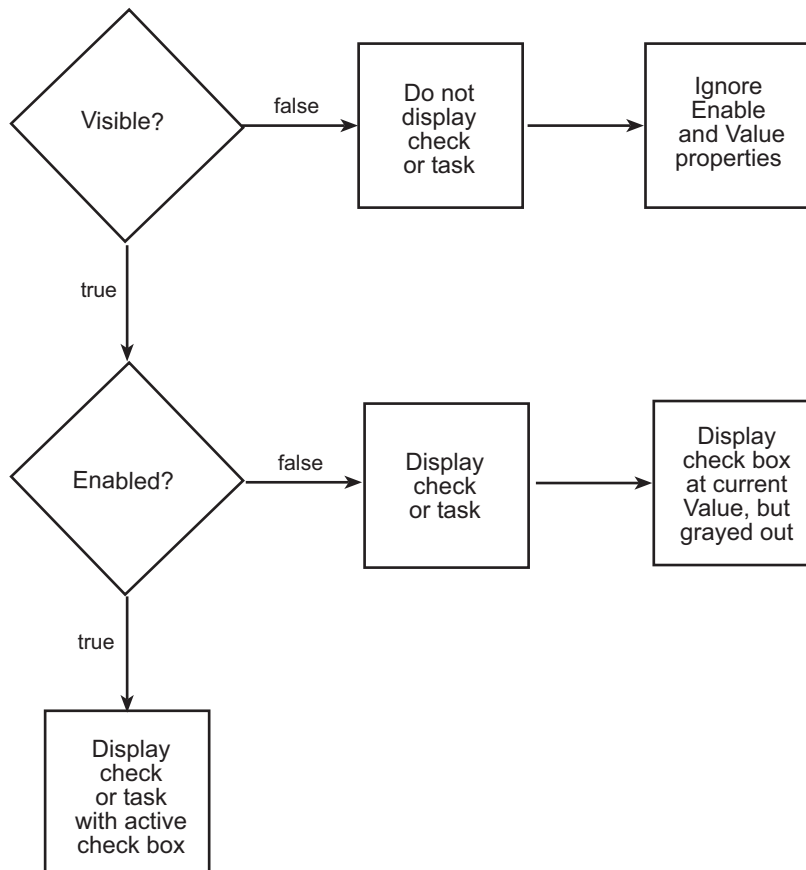 Visible?
false
Do not
display
check
or task
Ignore
Enable
and Value
properties
true
Enabled?
false
Display
check
or task
Display
check box
at current
Value, but
grayed out
true
Display
check
or task
with active
check box